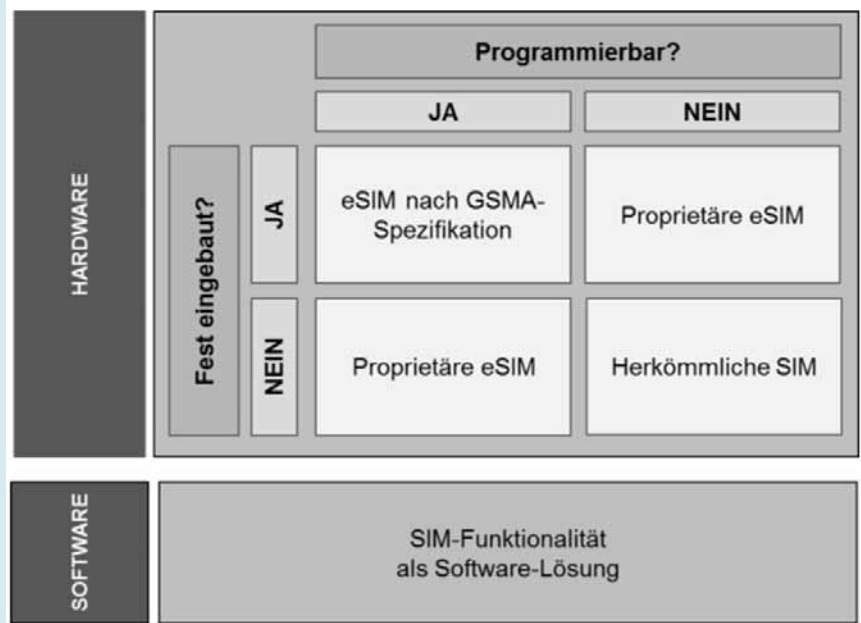 HARDWARE
Programmierbar?
JA
NEIN
Fest eingebaut?
JA
eSIM nach GSMA-
Spezifikation
Proprietäre eSIM
NEIN
Proprietäre eSIM
Herkömmliche SIM
SOFTWARE
SIM-Funktionalität
als Software-Lösung